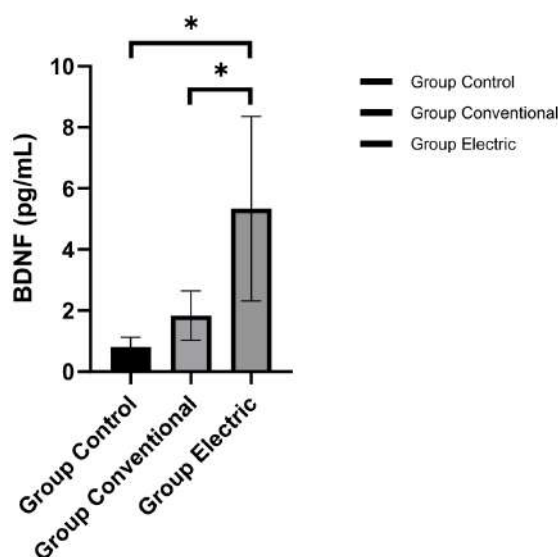 *
*
10
8
6
4
2
0
BDNF (pg/mL)
Group Control
Group Conventional
Group Electric
Group Control
Group Conventional
Group Electric